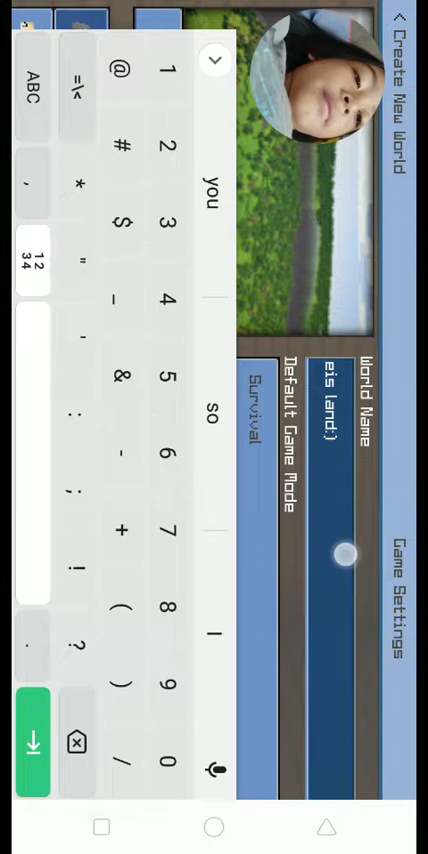 < Create New World
Game Settings
World Name
eis land:)
Default Game Mode
Survival
you so I
1 2 3 4 5 6 7 8 9 0
@ # $ _ & - + ( ) /
=\< * " ' : ; ! ?
ABC , 12 34 .